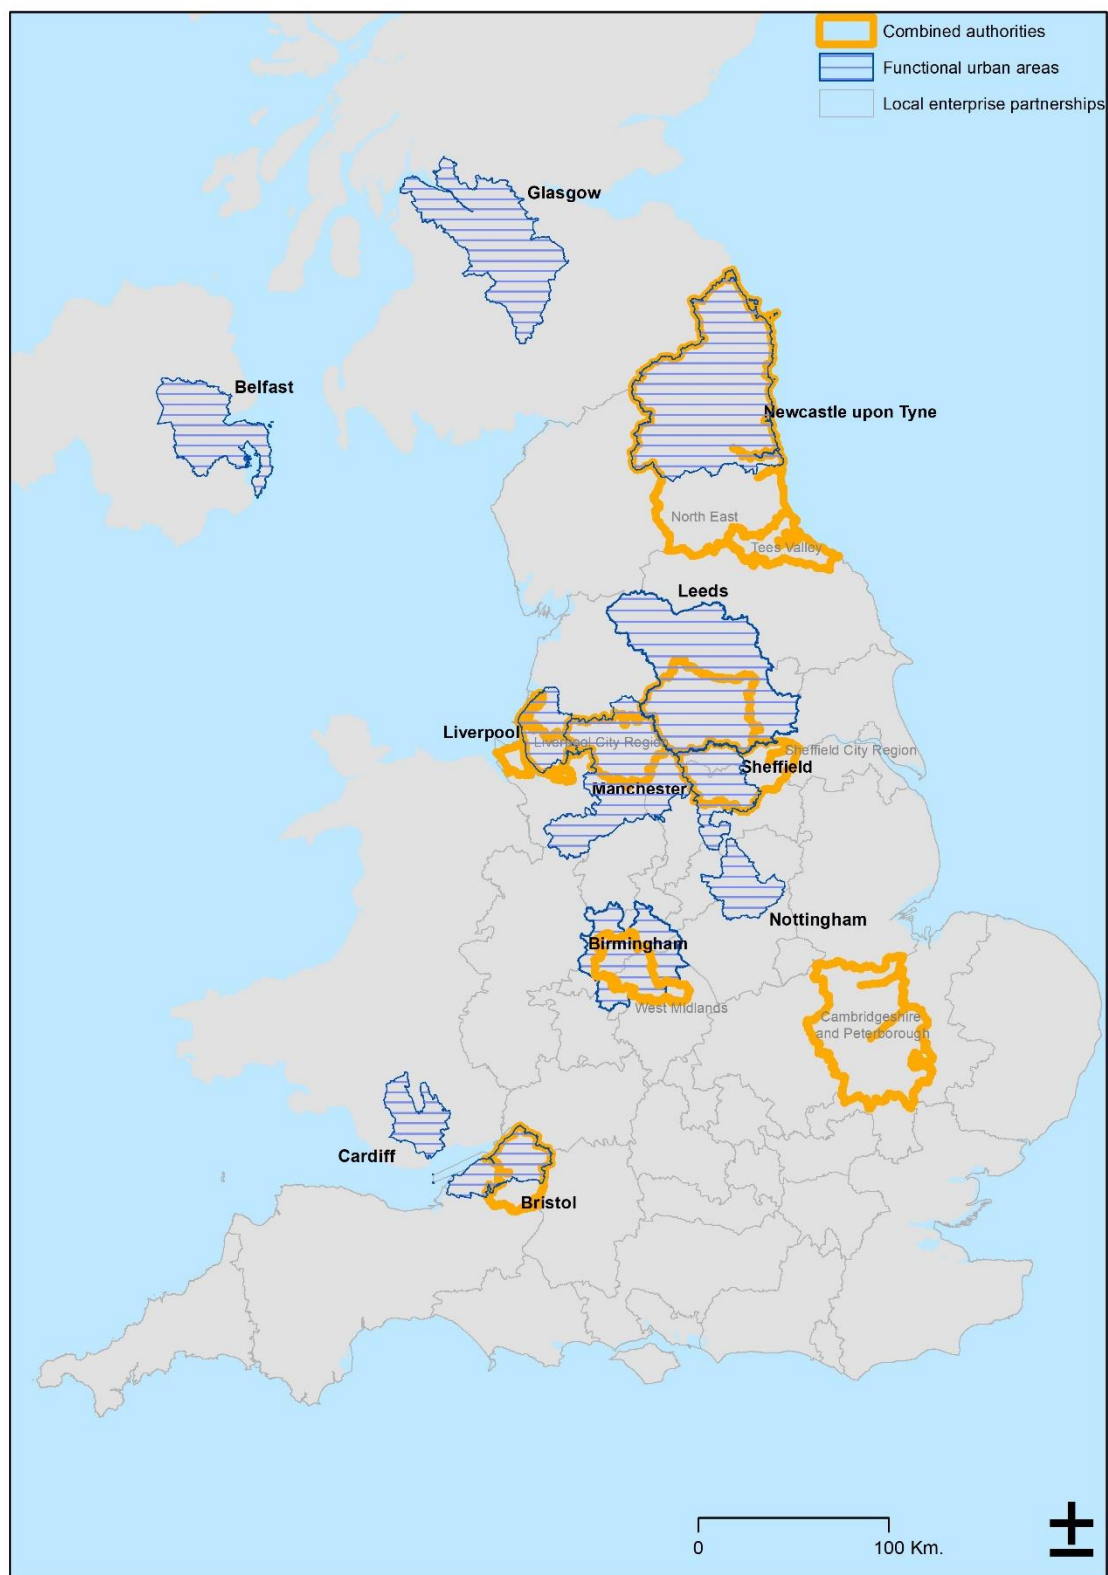 Combined authorities
Functional urban areas
Local enterprise partnerships
Glasgow
Belfast
Newcastle upon Tyne
North East
Tees Valley
Leeds
Liverpool
Liverpool City Region
Sheffield City Region
Sheffield
Manchester
Nottingham
Birmingham
West Midlands
Cambridgeshire
and Peterborough
Cardiff
Bristol
0
100 Km.